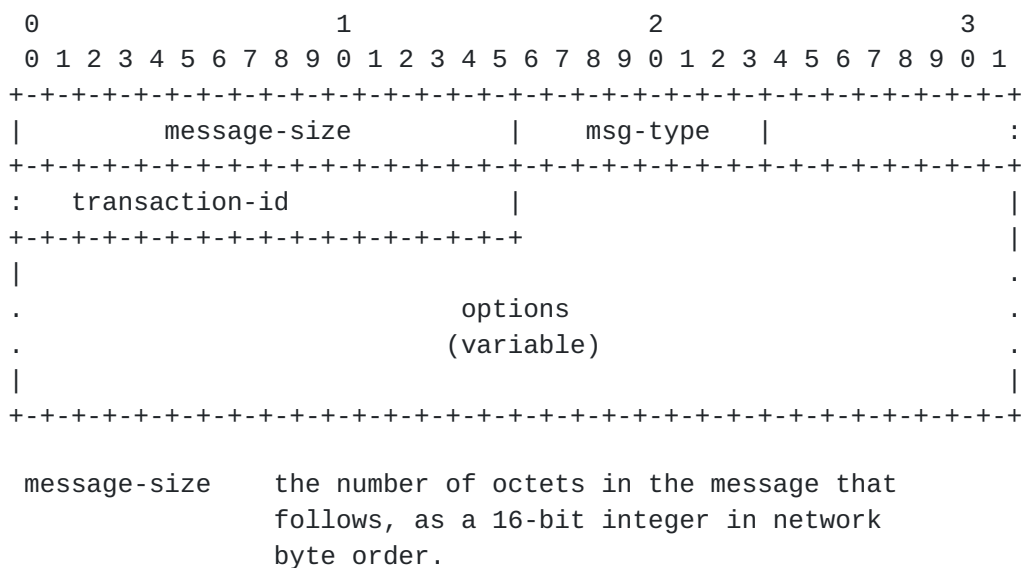 0                   1                   2                   3
 0 1 2 3 4 5 6 7 8 9 0 1 2 3 4 5 6 7 8 9 0 1 2 3 4 5 6 7 8 9 0 1
+-+-+-+-+-+-+-+-+-+-+-+-+-+-+-+-+-+-+-+-+-+-+-+-+-+-+-+-+-+-+-+-+
|         message-size          |    msg-type   |               :
+-+-+-+-+-+-+-+-+-+-+-+-+-+-+-+-+-+-+-+-+-+-+-+-+-+-+-+-+-+-+-+-+
:   transaction-id              |                               |
+-+-+-+-+-+-+-+-+-+-+-+-+-+-+-+-+                               |
|                                                               .
.                            options                            .
.                           (variable)                          .
|                                                               |
+-+-+-+-+-+-+-+-+-+-+-+-+-+-+-+-+-+-+-+-+-+-+-+-+-+-+-+-+-+-+-+-+

 message-size    the number of octets in the message that
                 follows, as a 16-bit integer in network
                 byte order.